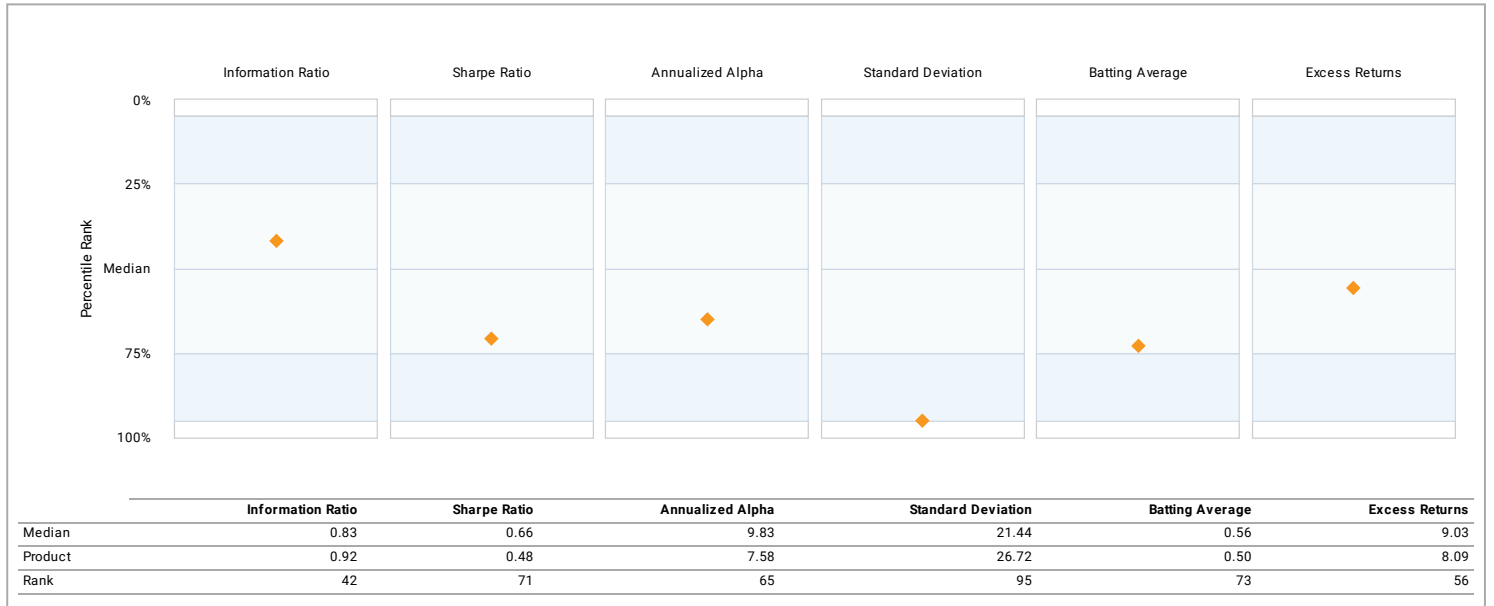 Information Ratio Sharpe Ratio Annualized Alpha Standard Deviation Batting Average Excess Returns
0%
25%
Percentile Rank
Median
75%
100%
Information Ratio Sharpe Ratio Annualized Alpha Standard Deviation Batting Average Excess Returns
Median 0.83 0.66 9.83 21.44 0.56 9.03
Product 0.92 0.48 7.58 26.72 0.50 8.09
Rank 42 71 65 95 73 56